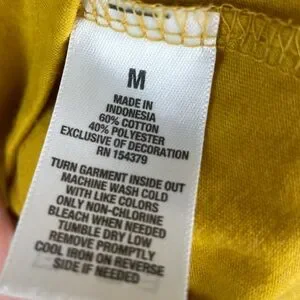 M
MADE IN
INDONESIA
60% COTTON
40% POLYESTER
EXCLUSIVE OF DECORATION
RN 154379
TURN GARMENT INSIDE OUT
MACHINE WASH COLD
WITH LIKE COLORS
ONLY NON-CHLORINE
BLEACH WHEN NEEDED
TUMBLE DRY LOW
REMOVE PROMPTLY
COOL IRON ON REVERSE
SIDE IF NEEDED